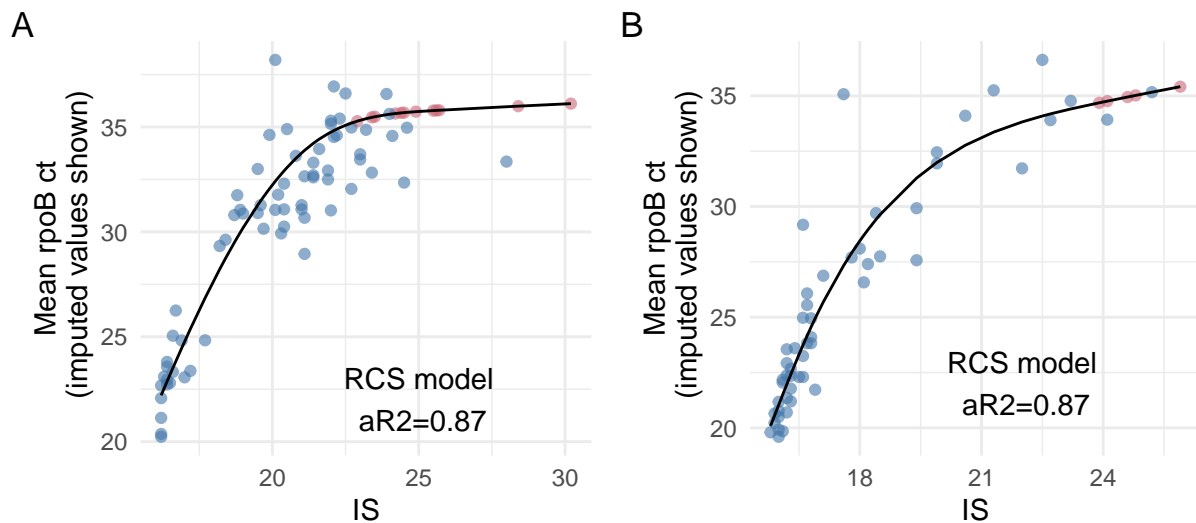 A
Mean rpoB ct
(imputed values shown)
35
30
25
20
RCS model
aR2=0.87
20
25
30
IS
B
Mean rpoB ct
(imputed values shown)
35
30
25
20
RCS model
aR2=0.87
18
21
24
IS